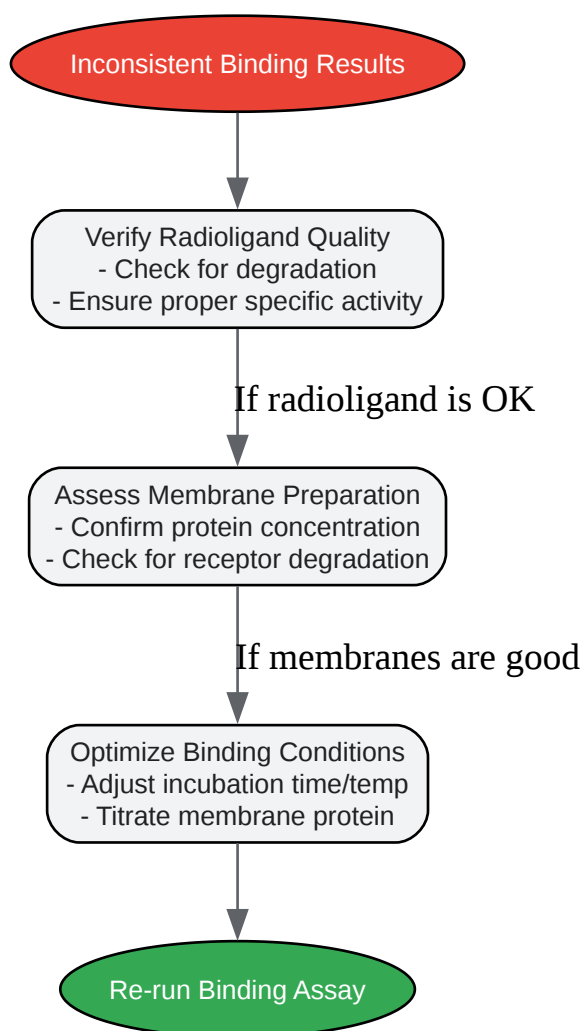 Inconsistent Binding Results
Verify Radioligand Quality
- Check for degradation
- Ensure proper specific activity
If radioligand is OK
Assess Membrane Preparation
- Confirm protein concentration
- Check for receptor degradation
If membranes are good
Optimize Binding Conditions
- Adjust incubation time/temp
- Titrate membrane protein
Re-run Binding Assay